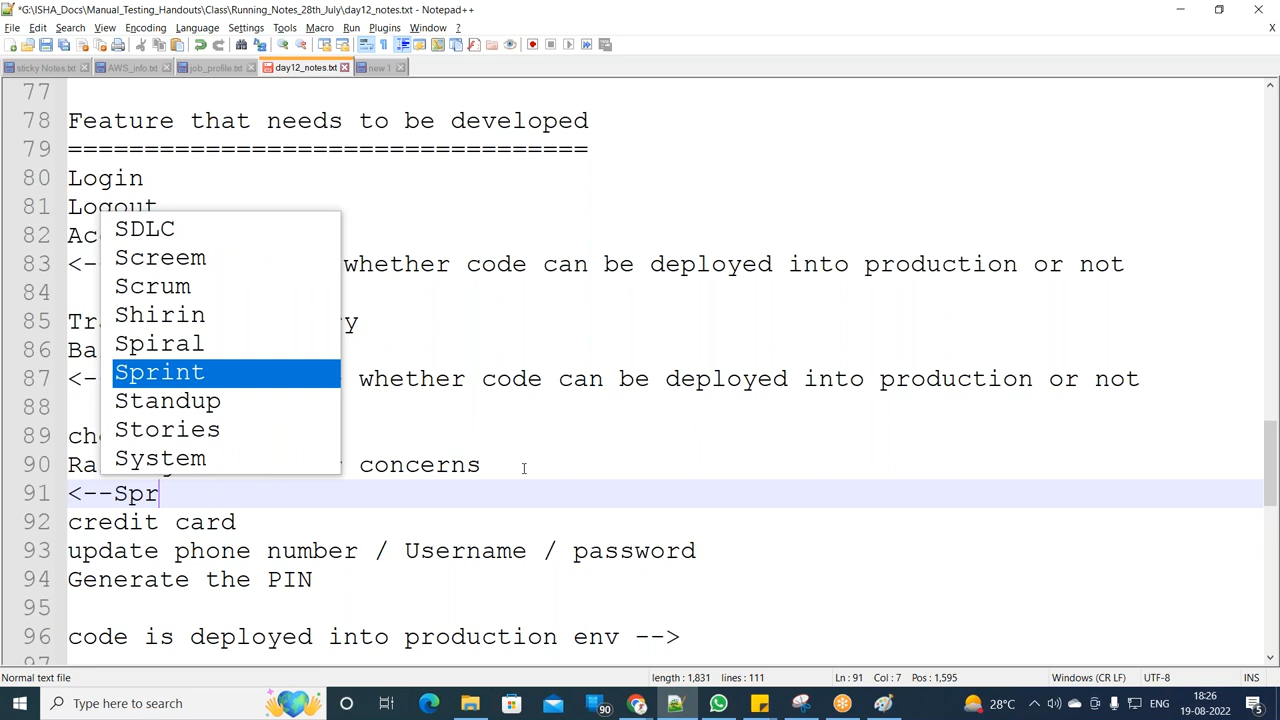 *G:\ISHA_Docs\Manual_Testing_Handouts\Class\Running_Notes_28th_July\day12_notes.txt - Notepad++
File Edit Search View Encoding Language Settings Tools Macro Run Plugins Window ?
X
sticky Notes.txt AWS_info.txt job_profile.txt day12_notes.txt new 1
77
78 Feature that needs to be developed
79 ==================================
80 Login
81 Logout
82 Ac
83 <- whether code can be deployed into production or not
84
85 Tr y
86 Ba
87 <- whether code can be deployed into production or not
88
89 ch
90 Ra concerns
91 <--Spr
92 credit card
93 update phone number / Username / password
94 Generate the PIN
95
96 code is deployed into production env -->
97
SDLC
Screem
Scrum
Shirin
Spiral
Sprint
Standup
Stories
System
Normal text file length : 1,831 lines : 111 Ln : 91 Col : 7 Pos : 1,595 Windows (CR LF) UTF-8 INS
Type here to search 90 28°C 18:26
19-08-2022 5